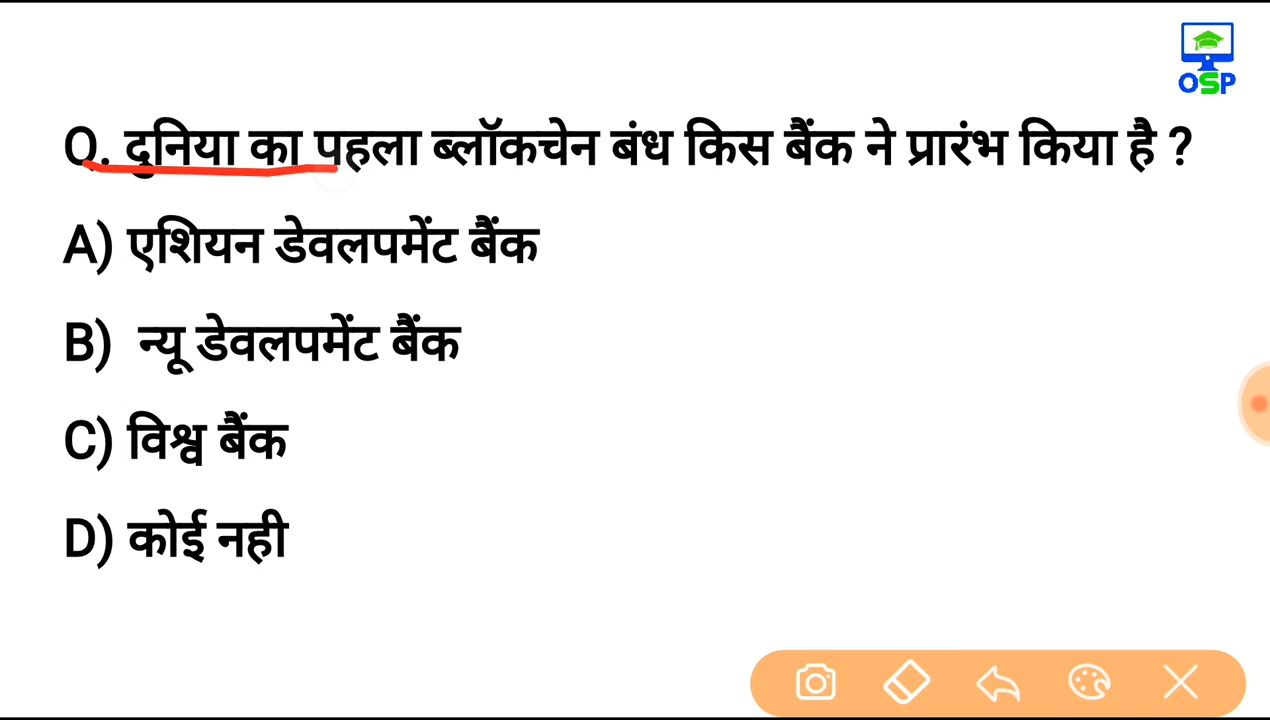 OSP
Q. दुनिया का पहला ब्लॉकचेन बंध किस बैंक ने प्रारंभ किया है ?
A) एशियन डेवलपमेंट बैंक
B) न्यू डेवलपमेंट बैंक
C) विश्व बैंक
D) कोई नही